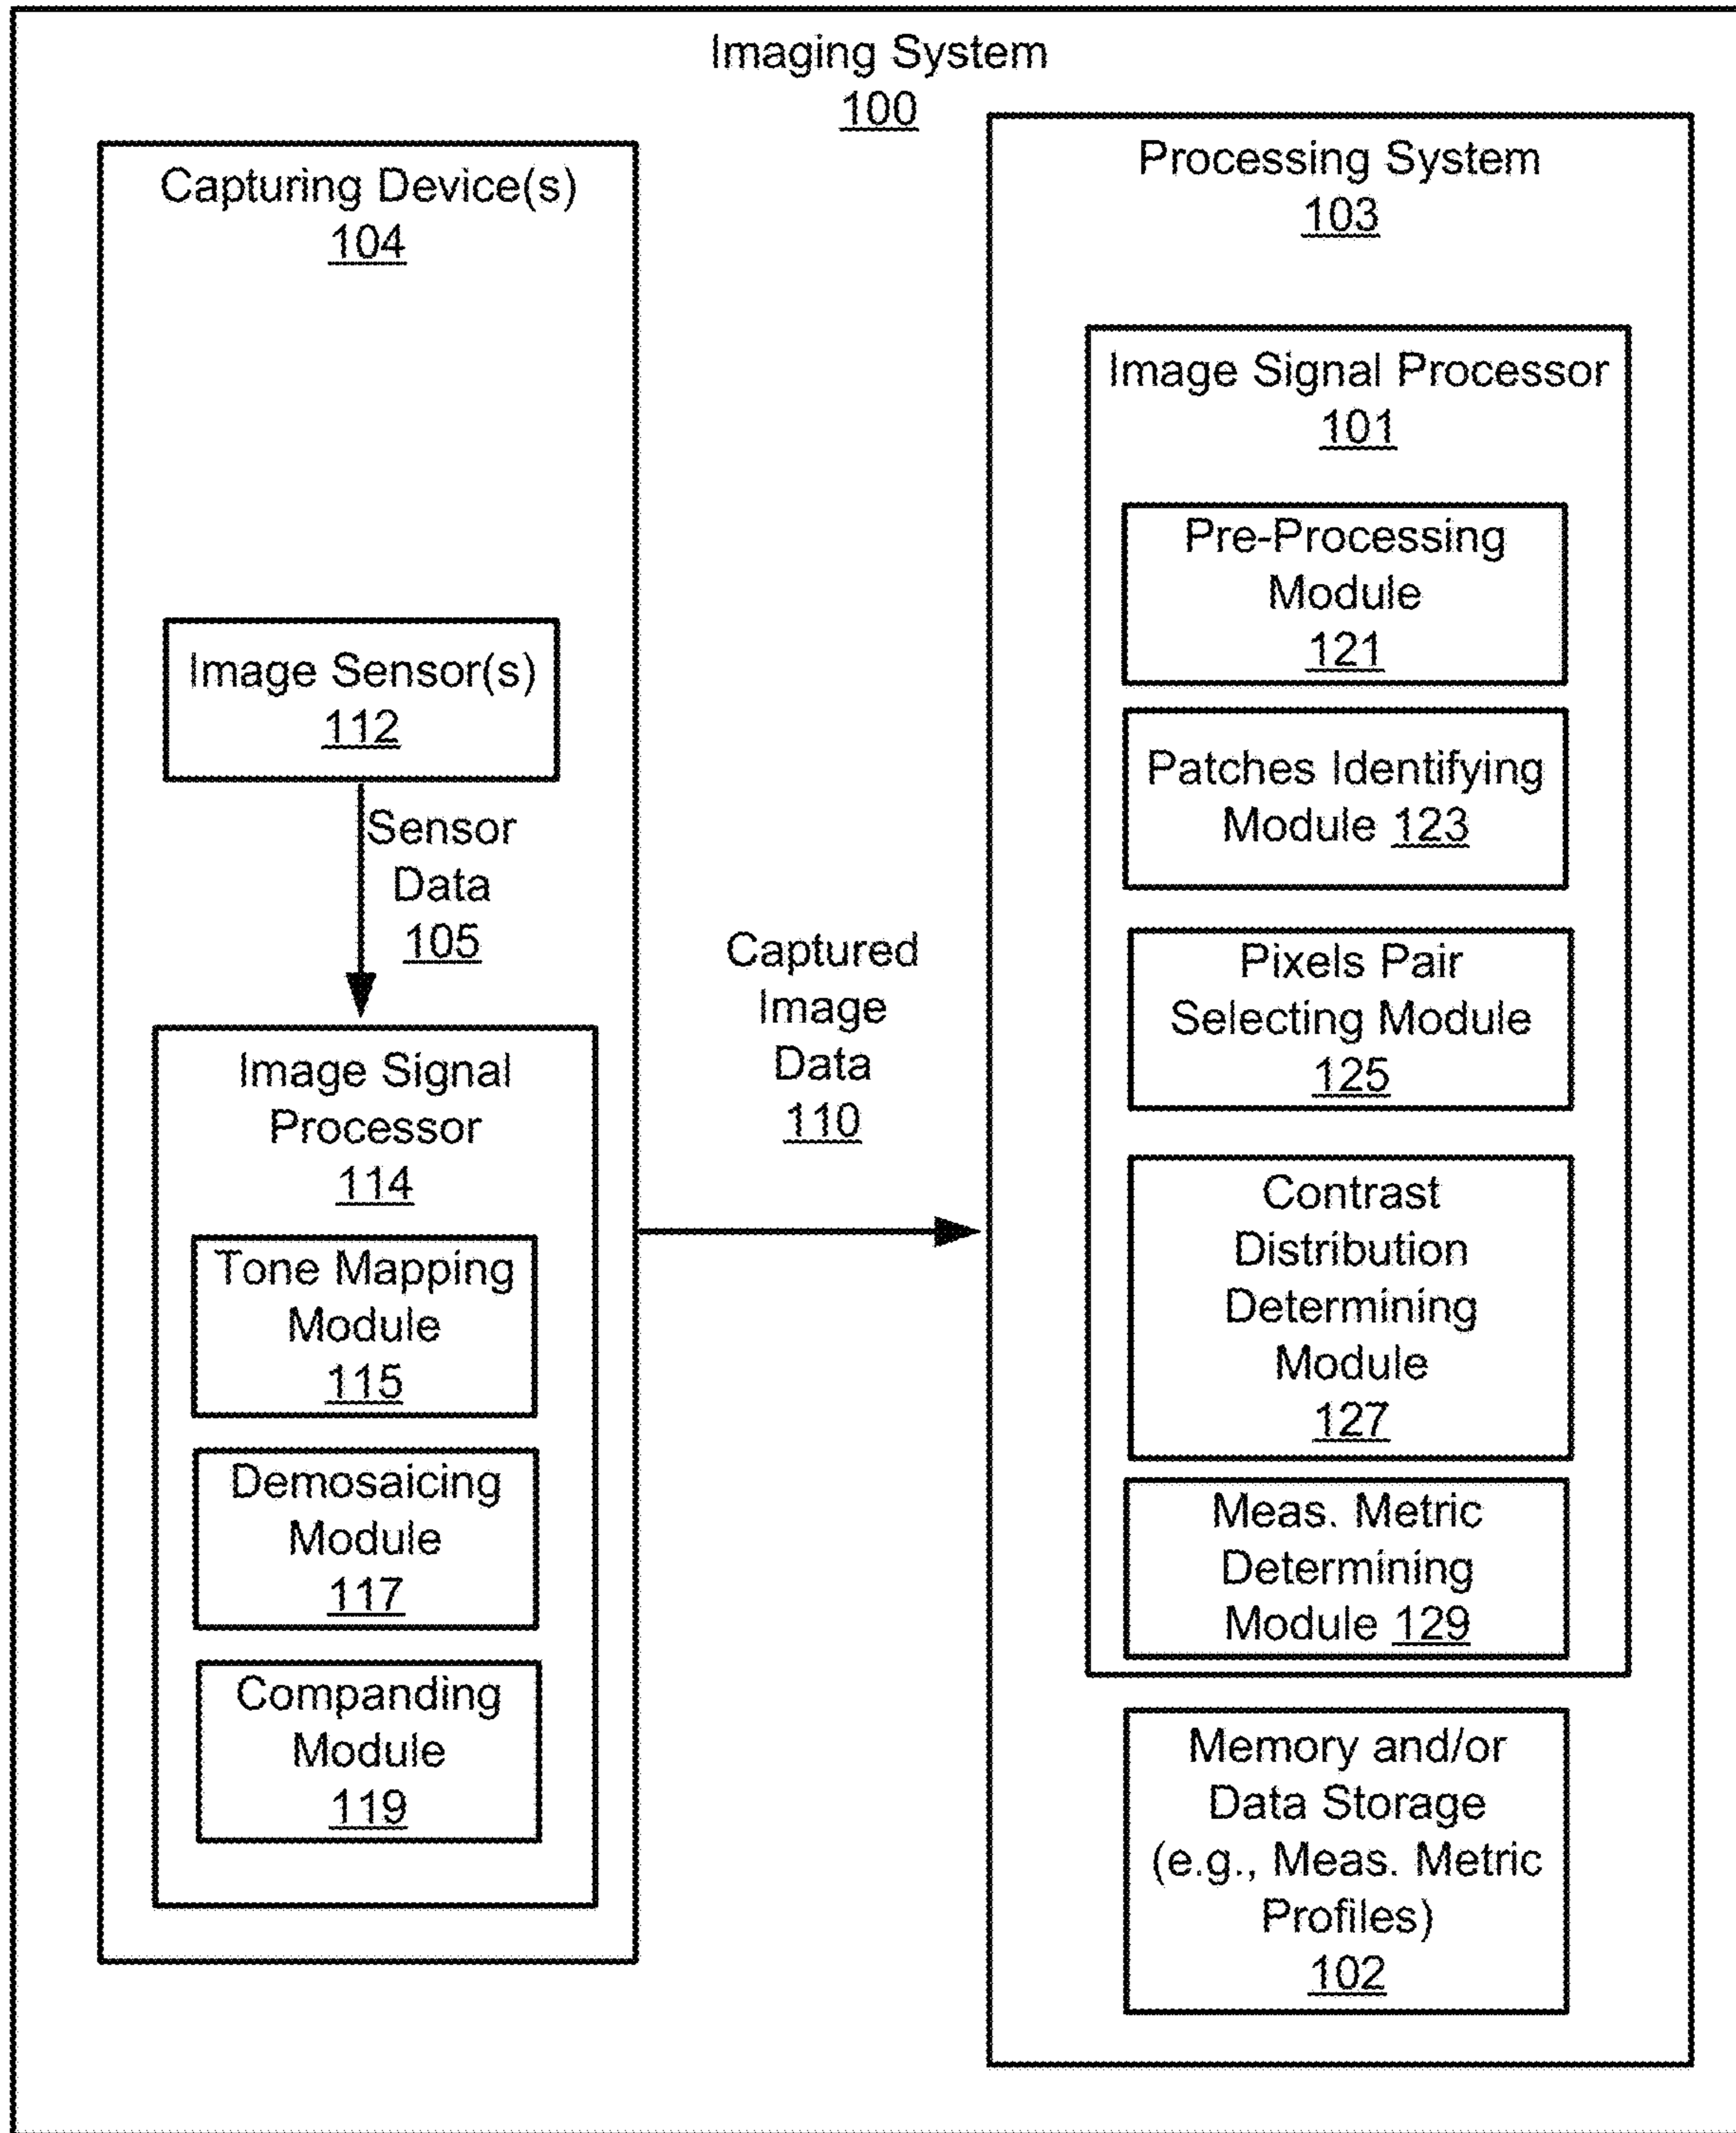 Imaging System
100
Capturing Device(s)
104
Image Sensor(s)
112
Sensor
Data
105
Image Signal
Processor
114
Tone Mapping
Module
115
Demosaicing
Module
117
Companding
Module
119
Captured
Image
Data
110
Processing System
103
Image Signal Processor
101
Pre-Processing
Module
121
Patches Identifying
Module 123
Pixels Pair
Selecting Module
125
Contrast
Distribution
Determining
Module
127
Meas. Metric
Determining
Module 129
Memory and/or
Data Storage
(e.g., Meas. Metric
Profiles)
102